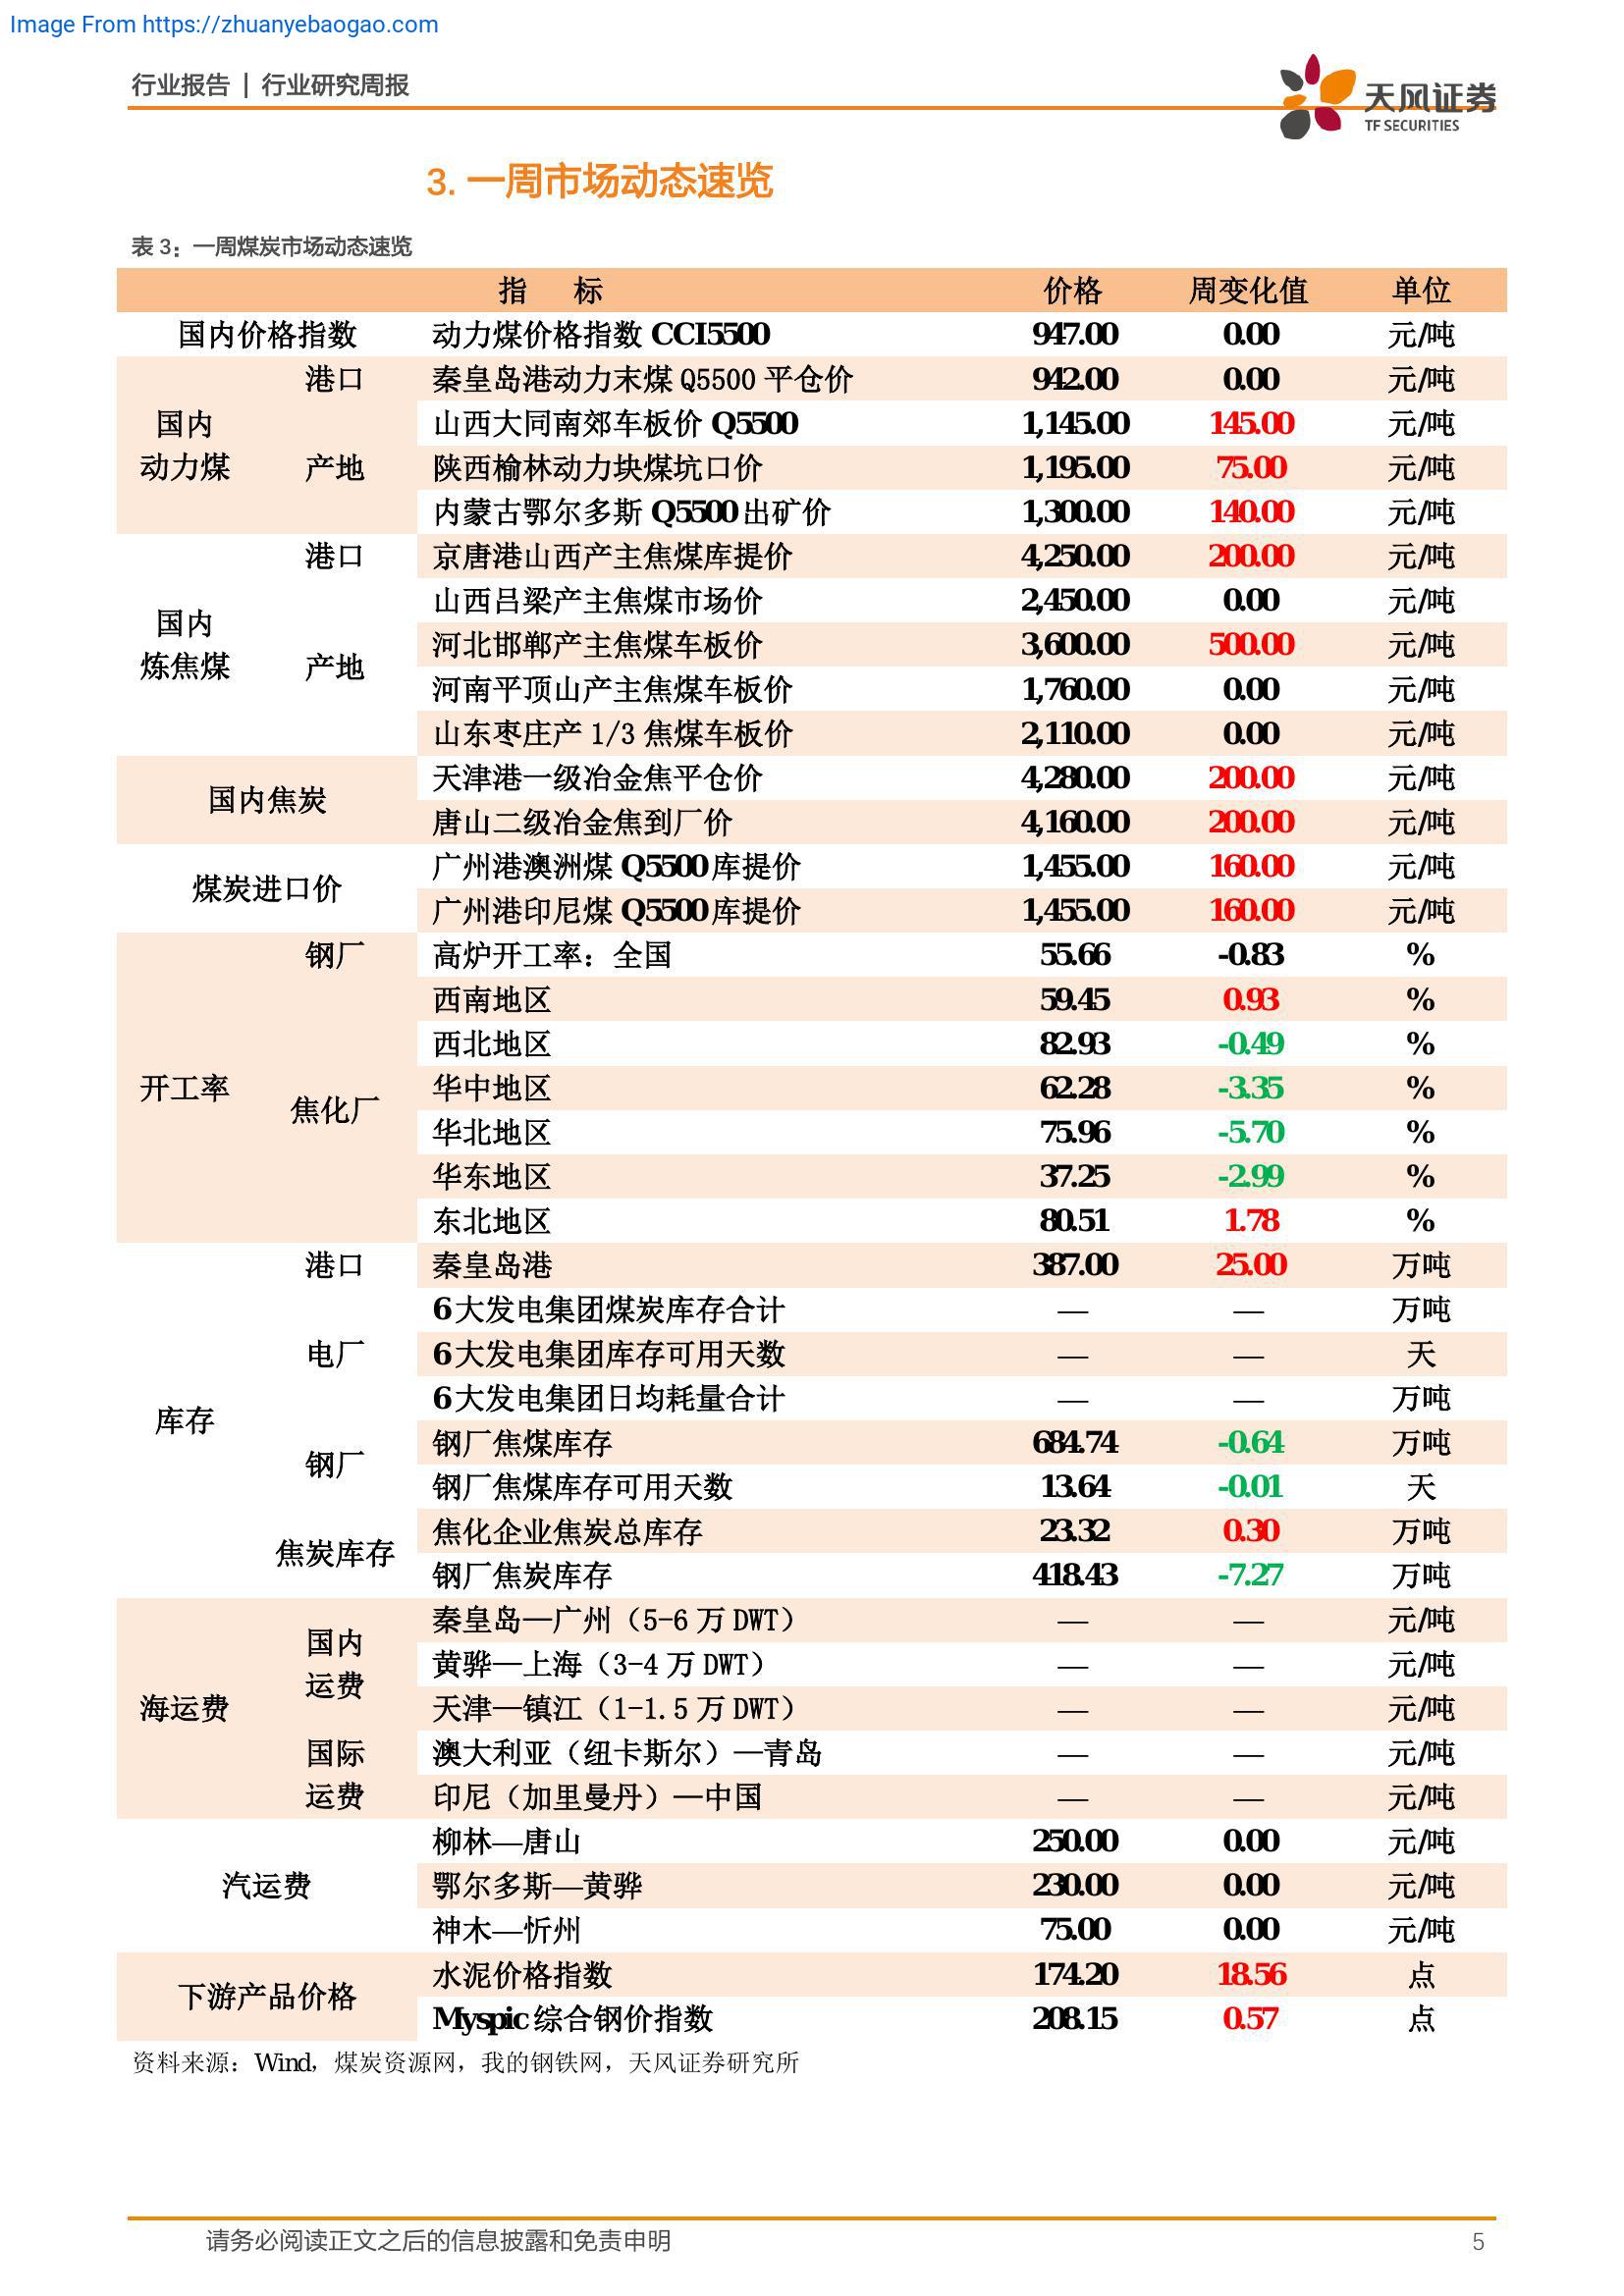 Image From https://zhuanyebaogao.com
行业报告 | 行业研究周报
天风证券
TF SECURITIES
3. 一周市场动态速览
表 3：一周煤炭市场动态速览
指 标 价格 周变化值 单位
国内价格指数 动力煤价格指数 CCI5500 947.00 0.00 元/吨
国内动力煤 港口 秦皇岛港动力末煤 Q5500 平仓价 942.00 0.00 元/吨
产地 山西大同南郊车板价 Q5500 1,145.00 145.00 元/吨
陕西榆林动力块煤坑口价 1,195.00 75.00 元/吨
内蒙古鄂尔多斯 Q5500 出矿价 1,300.00 140.00 元/吨
国内炼焦煤 港口 京唐港山西产主焦煤库提价 4,250.00 200.00 元/吨
产地 山西吕梁产主焦煤市场价 2,450.00 0.00 元/吨
河北邯郸产主焦煤车板价 3,600.00 500.00 元/吨
河南平顶山产主焦煤车板价 1,760.00 0.00 元/吨
山东枣庄产 1/3 焦煤车板价 2,110.00 0.00 元/吨
国内焦炭 天津港一级冶金焦平仓价 4,280.00 200.00 元/吨
唐山二级冶金焦到厂价 4,160.00 200.00 元/吨
煤炭进口价 广州港澳洲煤 Q5500 库提价 1,455.00 160.00 元/吨
广州港印尼煤 Q5500 库提价 1,455.00 160.00 元/吨
开工率 钢厂 高炉开工率：全国 55.66 -0.83 %
焦化厂 西南地区 59.45 0.93 %
西北地区 82.93 -0.49 %
华中地区 62.28 -3.35 %
华北地区 75.96 -5.70 %
华东地区 37.25 -2.99 %
东北地区 80.51 1.78 %
库存 港口 秦皇岛港 387.00 25.00 万吨
电厂 6 大发电集团煤炭库存合计 — — 万吨
6 大发电集团库存可用天数 — — 天
6 大发电集团日均耗量合计 — — 万吨
钢厂 钢厂焦煤库存 684.74 -0.64 万吨
钢厂焦煤库存可用天数 13.64 -0.01 天
焦炭库存 焦化企业焦炭总库存 23.32 0.30 万吨
钢厂焦炭库存 418.43 -7.27 万吨
海运费 国内运费 秦皇岛—广州（5-6 万 DWT） — — 元/吨
黄骅—上海（3-4 万 DWT） — — 元/吨
天津—镇江（1-1.5 万 DWT） — — 元/吨
国际运费 澳大利亚（纽卡斯尔）—青岛 — — 元/吨
印尼（加里曼丹）—中国 — — 元/吨
汽运费 柳林—唐山 250.00 0.00 元/吨
鄂尔多斯—黄骅 230.00 0.00 元/吨
神木—忻州 75.00 0.00 元/吨
下游产品价格 水泥价格指数 174.20 18.56 点
Myspic 综合钢价指数 208.15 0.57 点
资料来源：Wind，煤炭资源网，我的钢铁网，天风证券研究所
请务必阅读正文之后的信息披露和免责申明 5